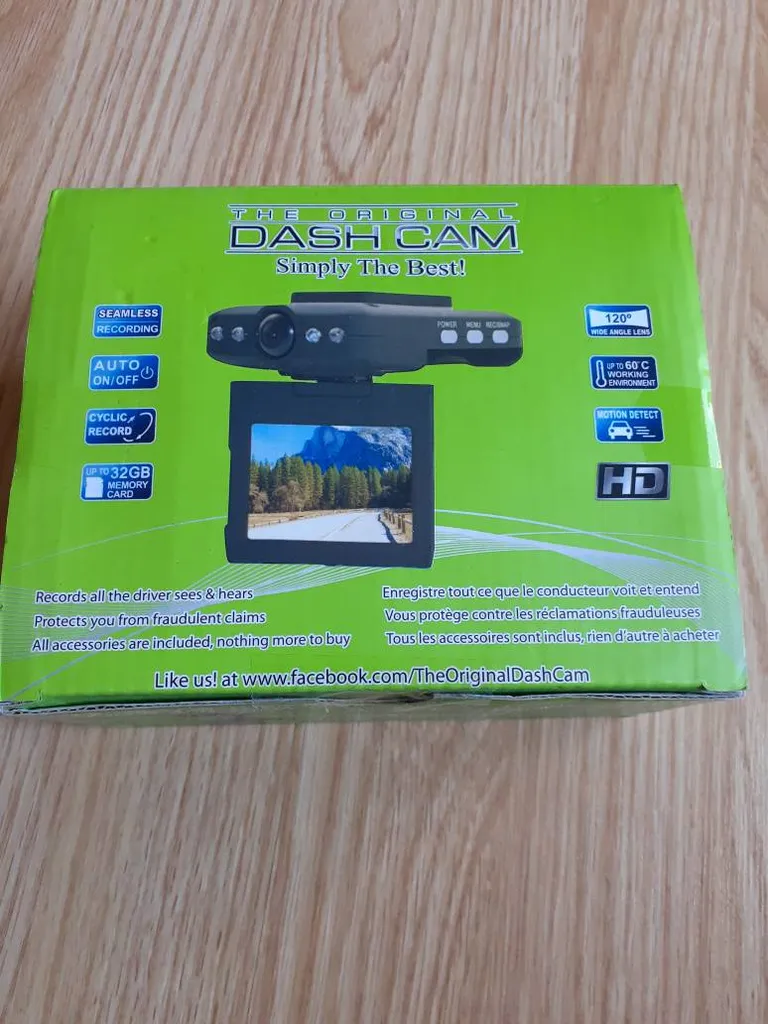 THE ORIGINAL
DASH CAM
Simply The Best!
SEAMLESS
RECORDING
AUTO
ON/OFF
CYCLIC
RECORD
UP TO 32GB
MEMORY
CARD
POWER MENU REC/SNAP
120°
WIDE ANGLE LENS
UP TO 60°C
WORKING
ENVIRONMENT
MOTION DETECT
HD
Records all the driver sees & hears
Protects you from fraudulent claims
All accessories are included, nothing more to buy
Enregistre tout ce que le conducteur voit et entend
Vous protège contre les réclamations frauduleuses
Tous les accessoires sont inclus, rien d'autre à acheter
Like us! at www.facebook.com/TheOriginalDashCam